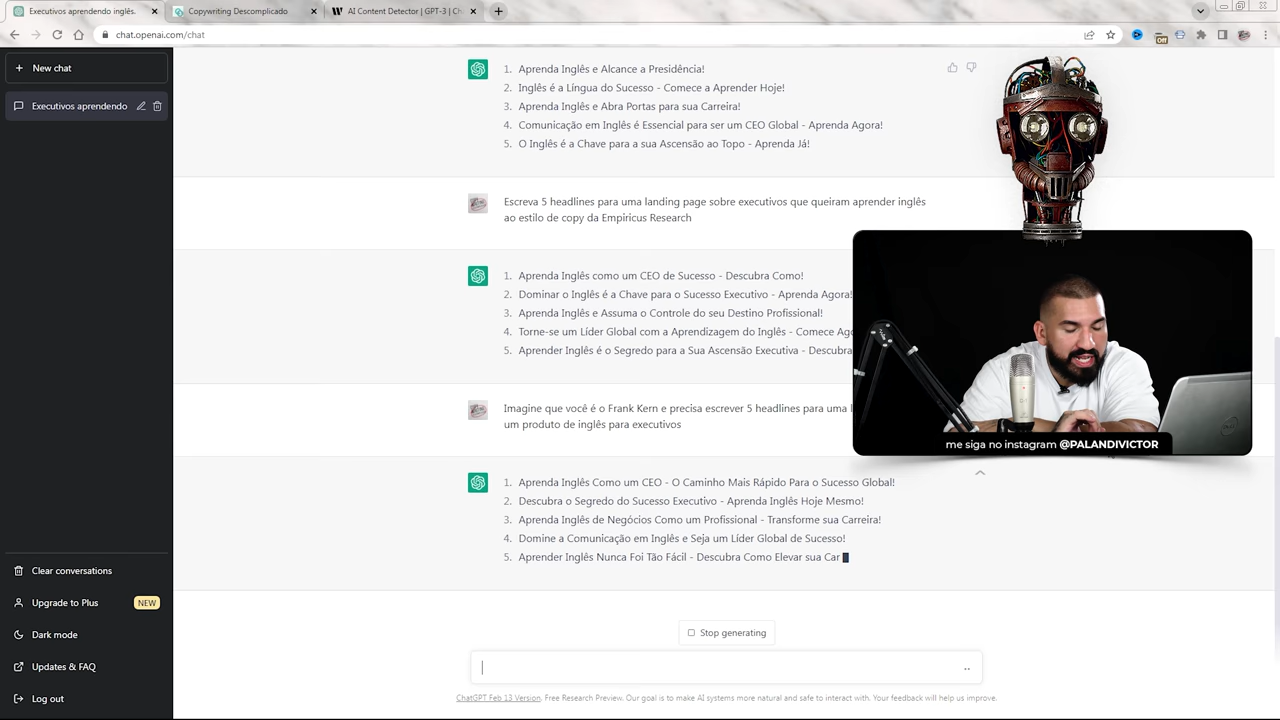 Executivos aprendendo inglês.
Copywriting Descomplicado
AI Content Detector | GPT-3 | Ch
chat.openai.com/chat
Off
New chat
Executivos aprendendo
1. Aprenda Inglês e Alcance a Presidência!
2. Inglês é a Língua do Sucesso - Comece a Aprender Hoje!
3. Aprenda Inglês e Abra Portas para sua Carreira!
4. Comunicação em Inglês é Essencial para ser um CEO Global - Aprenda Agora!
5. O Inglês é a Chave para a sua Ascensão ao Topo - Aprenda Já!
Escreva 5 headlines para uma landing page sobre executivos que queiram aprender inglês
ao estilo de copy da Empiricus Research
1. Aprenda Inglês como um CEO de Sucesso - Descubra Como!
2. Dominar o Inglês é a Chave para o Sucesso Executivo - Aprenda Agora!
3. Aprenda Inglês e Assuma o Controle do seu Destino Profissional!
4. Torne-se um Líder Global com a Aprendizagem do Inglês - Comece Ago
5. Aprender Inglês é o Segredo para a Sua Ascensão Executiva - Descubra
Imagine que você é o Frank Kern e precisa escrever 5 headlines para uma l
um produto de inglês para executivos
me siga no instagram @PALANDIVICTOR
1. Aprenda Inglês Como um CEO - O Caminho Mais Rápido Para o Sucesso Global!
2. Descubra o Segredo do Sucesso Executivo - Aprenda Inglês Hoje Mesmo!
3. Aprenda Inglês de Negócios Como um Profissional - Transforme sua Carreira!
4. Domine a Comunicação em Inglês e Seja um Líder Global de Sucesso!
5. Aprender Inglês Nunca Foi Tão Fácil - Descubra Como Elevar sua Car
Clear conversations
Upgrade to Plus NEW
Dark mode
Updates & FAQ
Log out
Stop generating
ChatGPT Feb 13 Version. Free Research Preview. Our goal is to make AI systems more natural and safe to interact with. Your feedback will help us improve.